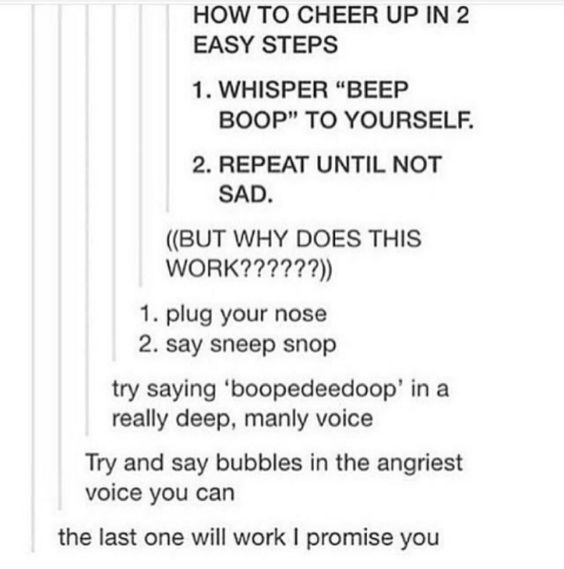 HOW TO CHEER UP IN 2
EASY STEPS
1. WHISPER “BEEP
BOOP” TO YOURSELF.
2. REPEAT UNTIL NOT
SAD.
((BUT WHY DOES THIS
WORK??????))
1. plug your nose
2. say sneep snop
try saying ‘boopedeedoop’ in a
really deep, manly voice
Try and say bubbles in the angriest
voice you can
the last one will work I promise you